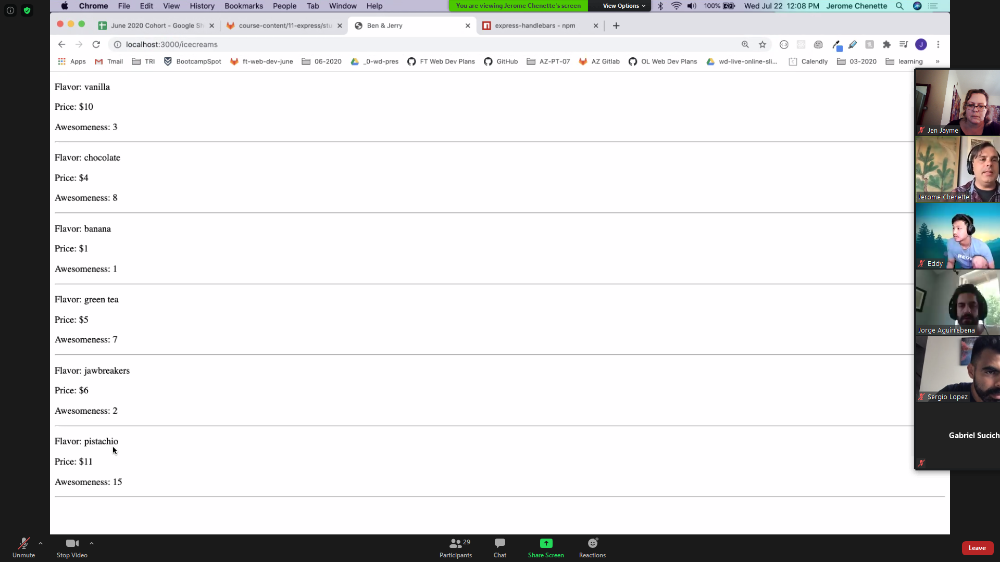 Chrome File Edit View History Bookmarks People Tab Window Help
You are viewing Jerome Chenette's screen View Options
100% Wed Jul 22 12:08 PM Jerome Chenette
June 2020 Cohort - Google Sh
course-content/11-express/stu
Ben & Jerry
express-handlebars - npm
localhost:3000/icecreams
J
Apps Tmail TRI BootcampSpot ft-web-dev-june 06-2020 _0-wd-pres FT Web Dev Plans GitHub AZ-PT-07 AZ Gitlab OL Web Dev Plans wd-live-online-sli... Calendly 03-2020 learning »
Flavor: vanilla
Price: $10
Awesomeness: 3
Flavor: chocolate
Price: $4
Awesomeness: 8
Flavor: banana
Price: $1
Awesomeness: 1
Flavor: green tea
Price: $5
Awesomeness: 7
Flavor: jawbreakers
Price: $6
Awesomeness: 2
Flavor: pistachio
Price: $11
Awesomeness: 15
Jen Jayme
Jerome Chenette
Eddy
Jorge Aguirrebena
Sergio Lopez
Gabriel Sucich
Unmute
Stop Video
29
Participants
Chat
Share Screen
Reactions
Leave